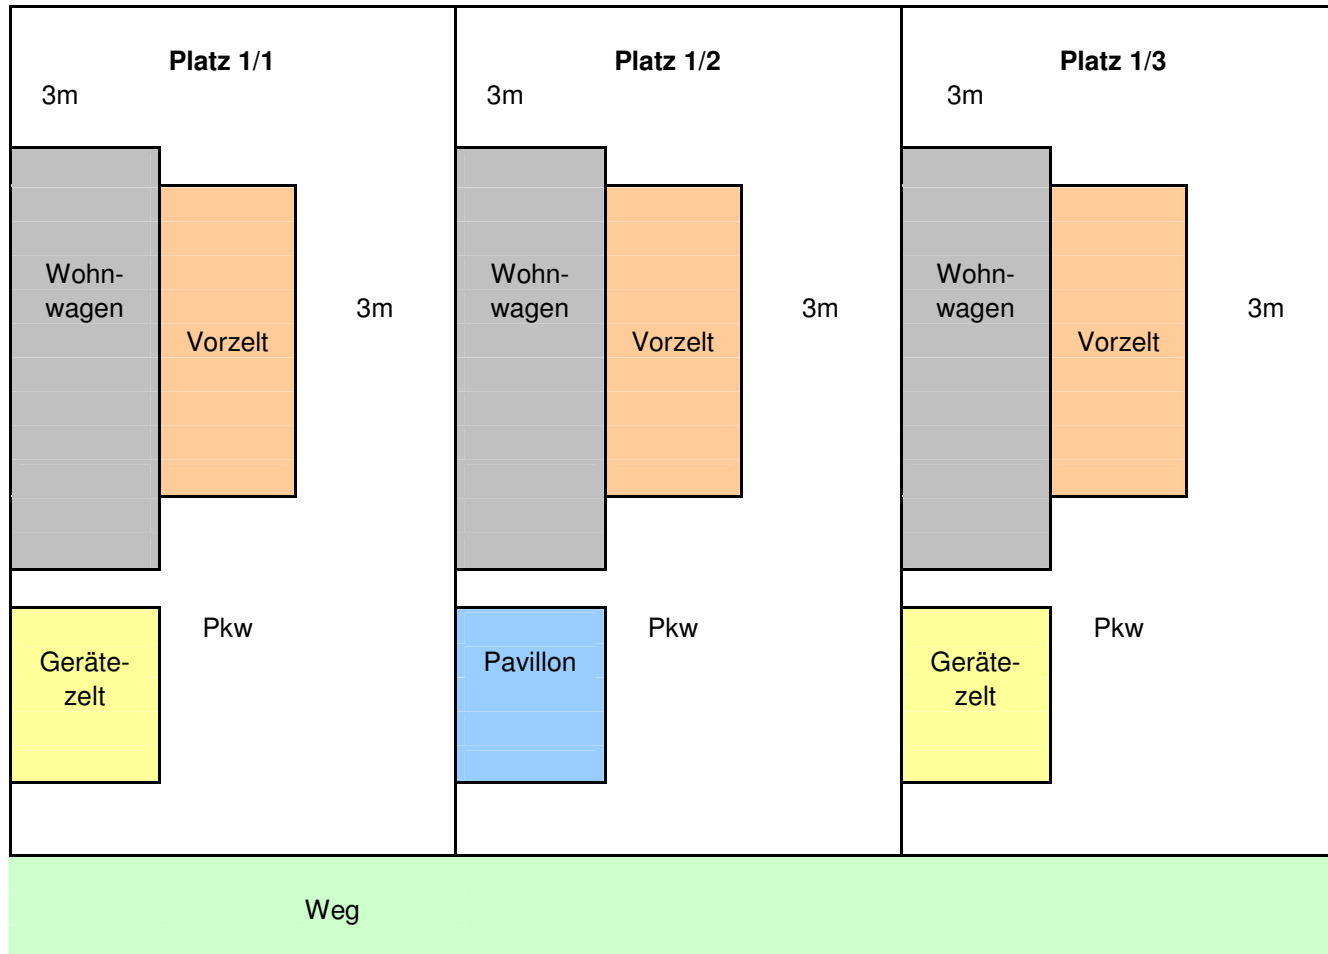 Platz 1/1
Platz 1/2
Platz 1/3
3m
3m
3m
Wohn-
wagen
Vorzelt
3m
Wohn-
wagen
Vorzelt
3m
Wohn-
wagen
Vorzelt
3m
Geräte-
zelt
Pkw
Pavillon
Pkw
Geräte-
zelt
Pkw
Weg